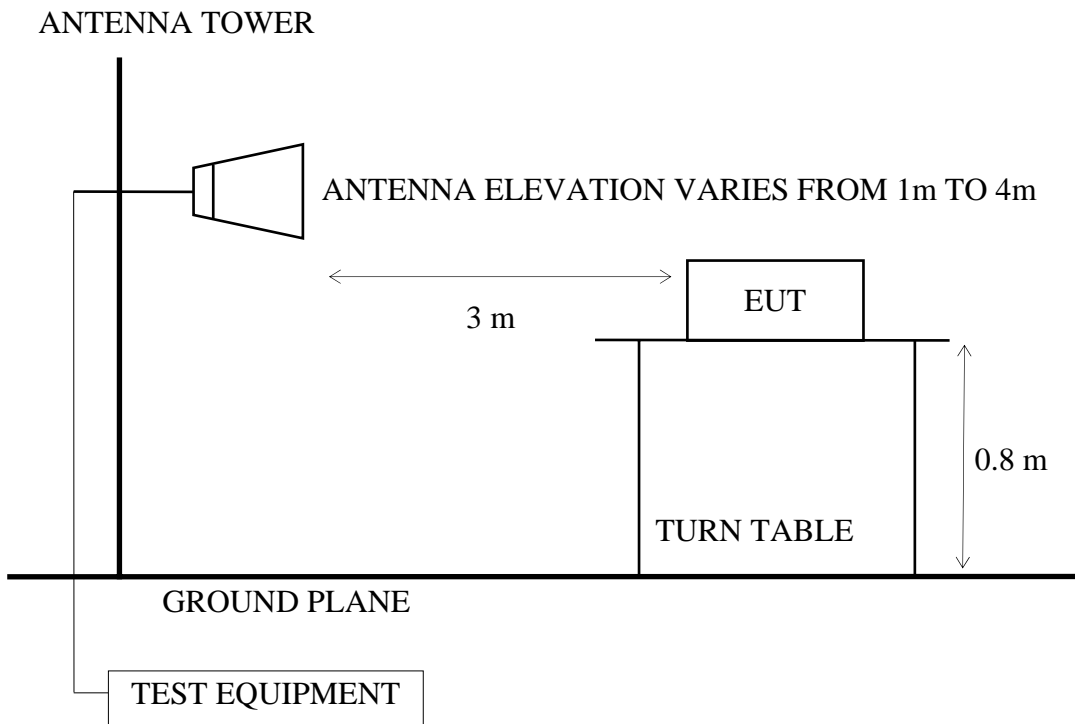 ANTENNA TOWER
ANTENNA ELEVATION VARIES FROM 1m TO 4m
3 m
EUT
0.8 m
TURN TABLE
GROUND PLANE
TEST EQUIPMENT